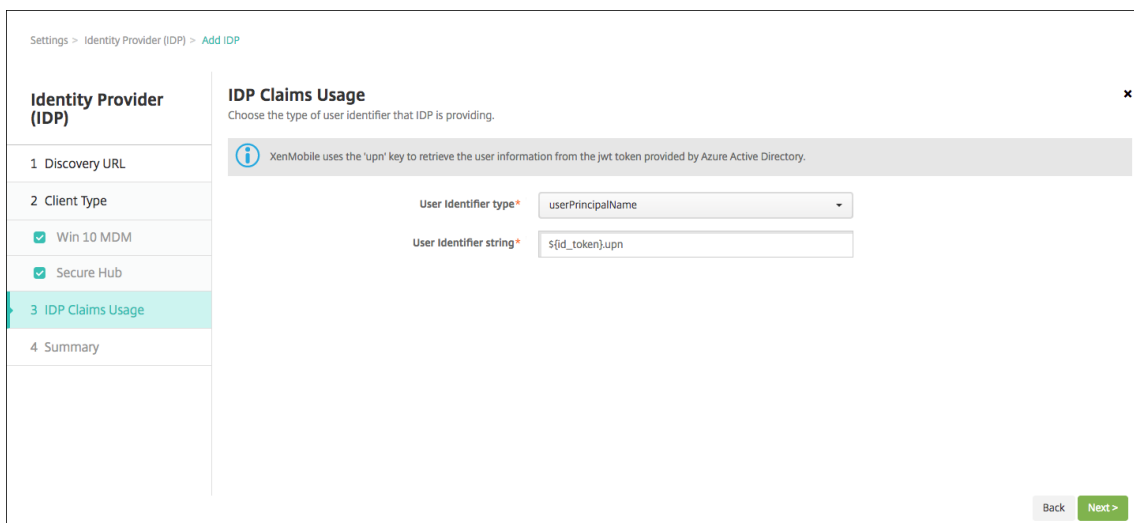 Settings > Identity Provider (IDP) > Add IDP
Identity Provider
(IDP)
1 Discovery URL
2 Client Type
Win 10 MDM
Secure Hub
3 IDP Claims Usage
4 Summary
IDP Claims Usage
Choose the type of user identifier that IDP is providing.
XenMobile uses the 'upn' key to retrieve the user information from the jwt token provided by Azure Active Directory.
User Identifier type* userPrincipalName
User Identifier string* ${id_token}.upn
Back Next >